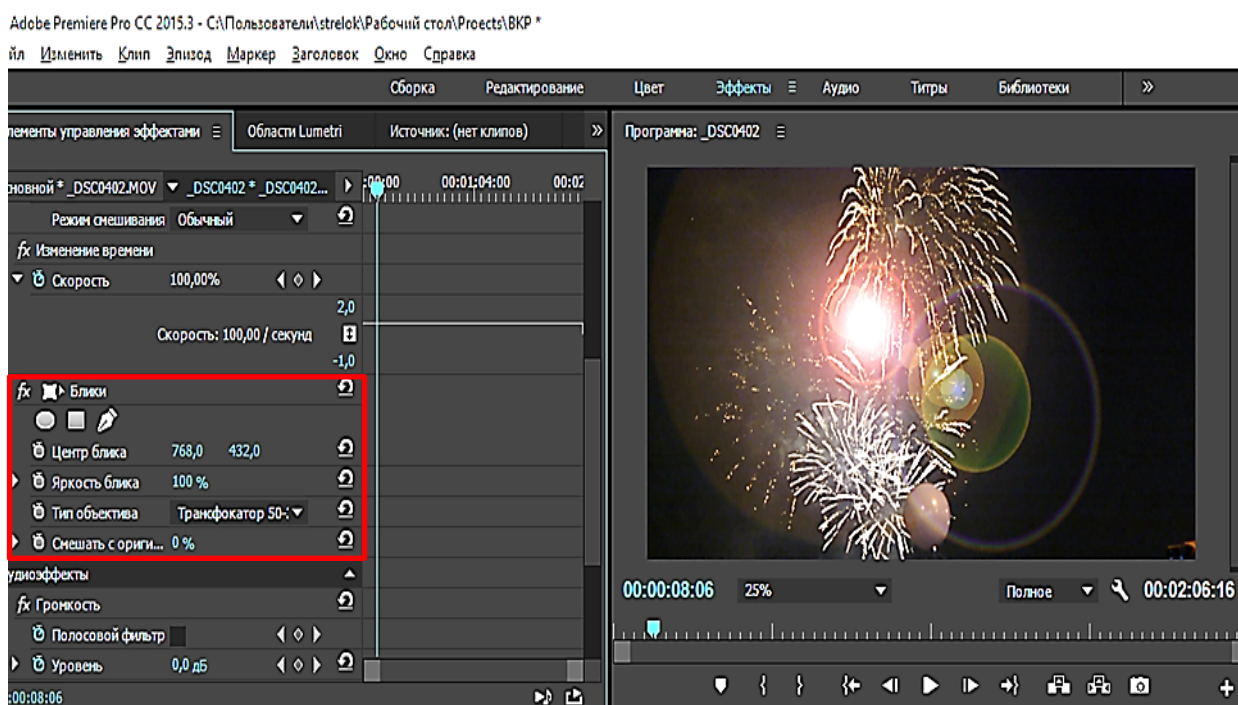 Adobe Premiere Pro CC 2015.3 - C:\Пользователи\strelok\Рабочий стол\Proects\ВКР *
йл Изменить Клип Эпизод Маркер Заголовок Окно Справка
Сборка Редактирование Цвет Эффекты Аудио Титры Библиотеки »
лементы управления эффектами Области Lumetri Источник: (нет клипов) »
Программа: _DSC0402
сновной * _DSC0402.MOV _DSC0402 * _DSC0402...
:00:00 00:01:04:00 00:02
Режим смешивания Обычный
fx Изменение времени
Скорость 100,00%
2,0
Скорость: 100,00 / секунд
-1,0
fx Блики
Центр блика 768,0 432,0
Яркость блика 100 %
Тип объектива Трансфокатор 50-
Смешать с ориги... 0 %
удиоэффекты
fx Громкость
Полосовой фильтр
Уровень 0,0 дБ
:00:08:06
00:00:08:06 25% Полное 00:02:06:16